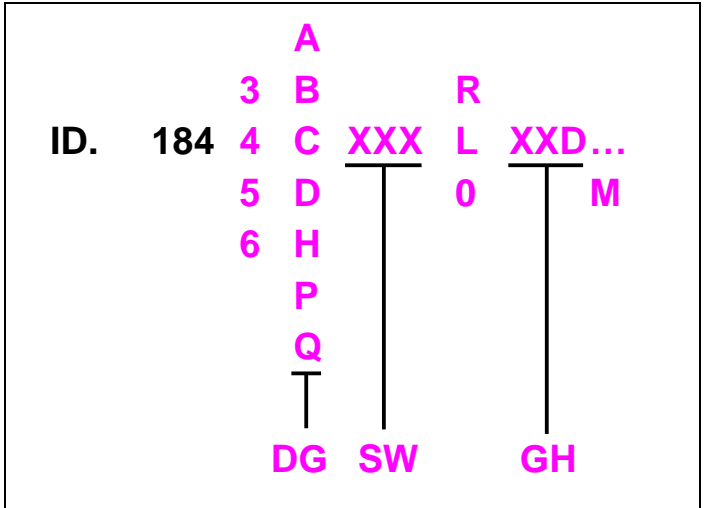 A
3 B R
ID. 184 4 C XXX L XXD...
5 D 0 M
6 H
P
Q
DG SW GH